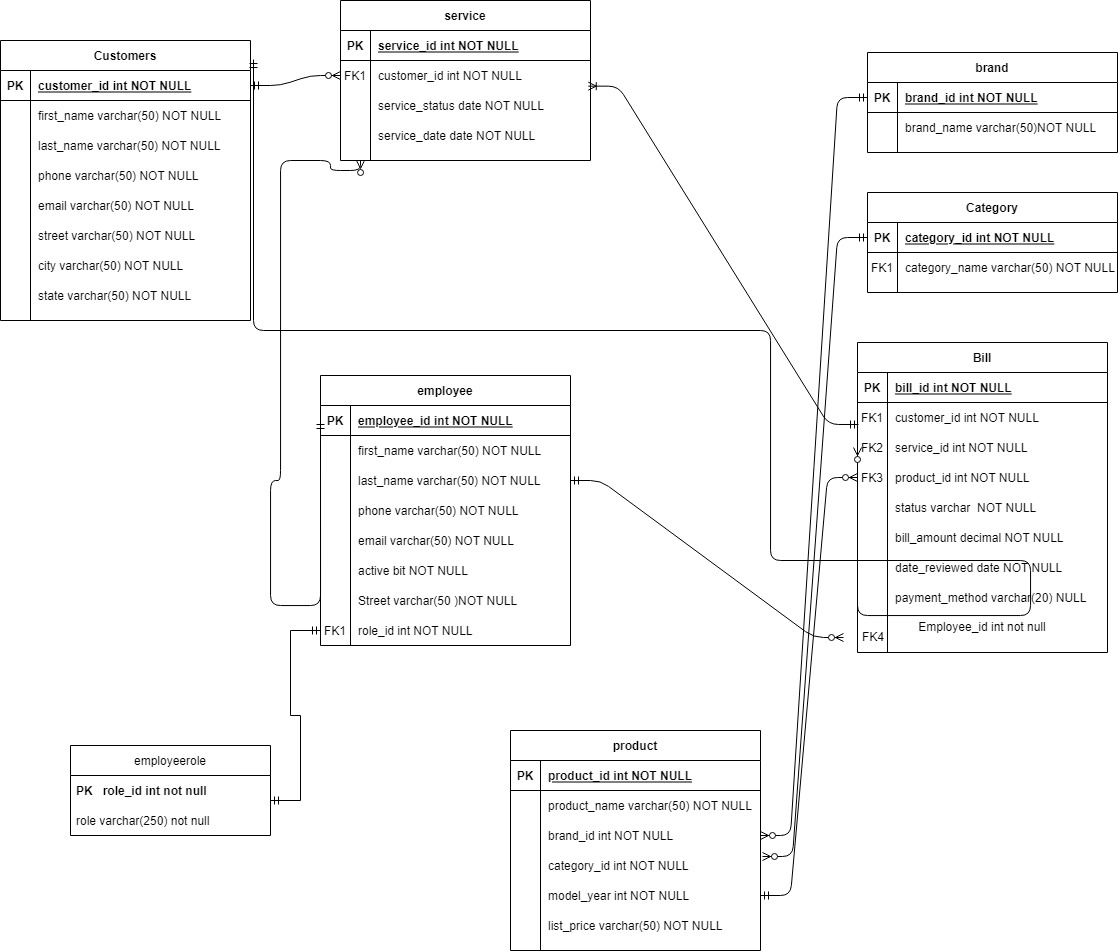 service
PK service_id int NOT NULL
FK1 customer_id int NOT NULL
service_status date NOT NULL
service_date date NOT NULL
Customers
PK customer_id int NOT NULL
first_name varchar(50) NOT NULL
last_name varchar(50) NOT NULL
phone varchar(50) NOT NULL
email varchar(50) NOT NULL
street varchar(50) NOT NULL
city varchar(50) NOT NULL
state varchar(50) NOT NULL
brand
PK brand_id int NOT NULL
brand_name varchar(50)NOT NULL
Category
PK category_id int NOT NULL
FK1 category_name varchar(50) NOT NULL
Bill
PK bill_id int NOT NULL
FK1 customer_id int NOT NULL
FK2 service_id int NOT NULL
FK3 product_id int NOT NULL
status varchar  NOT NULL
bill_amount decimal NOT NULL
date_reviewed date NOT NULL
payment_method varchar(20) NULL
Employee_id int not null
FK4
employee
PK employee_id int NOT NULL
first_name varchar(50) NOT NULL
last_name varchar(50) NOT NULL
phone varchar(50) NOT NULL
email varchar(50) NOT NULL
active bit NOT NULL
Street varchar(50 )NOT NULL
FK1 role_id int NOT NULL
employeerole
PK role_id int not null
role varchar(250) not null
product
PK product_id int NOT NULL
product_name varchar(50) NOT NULL
brand_id int NOT NULL
category_id int NOT NULL
model_year int NOT NULL
list_price varchar(50) NOT NULL